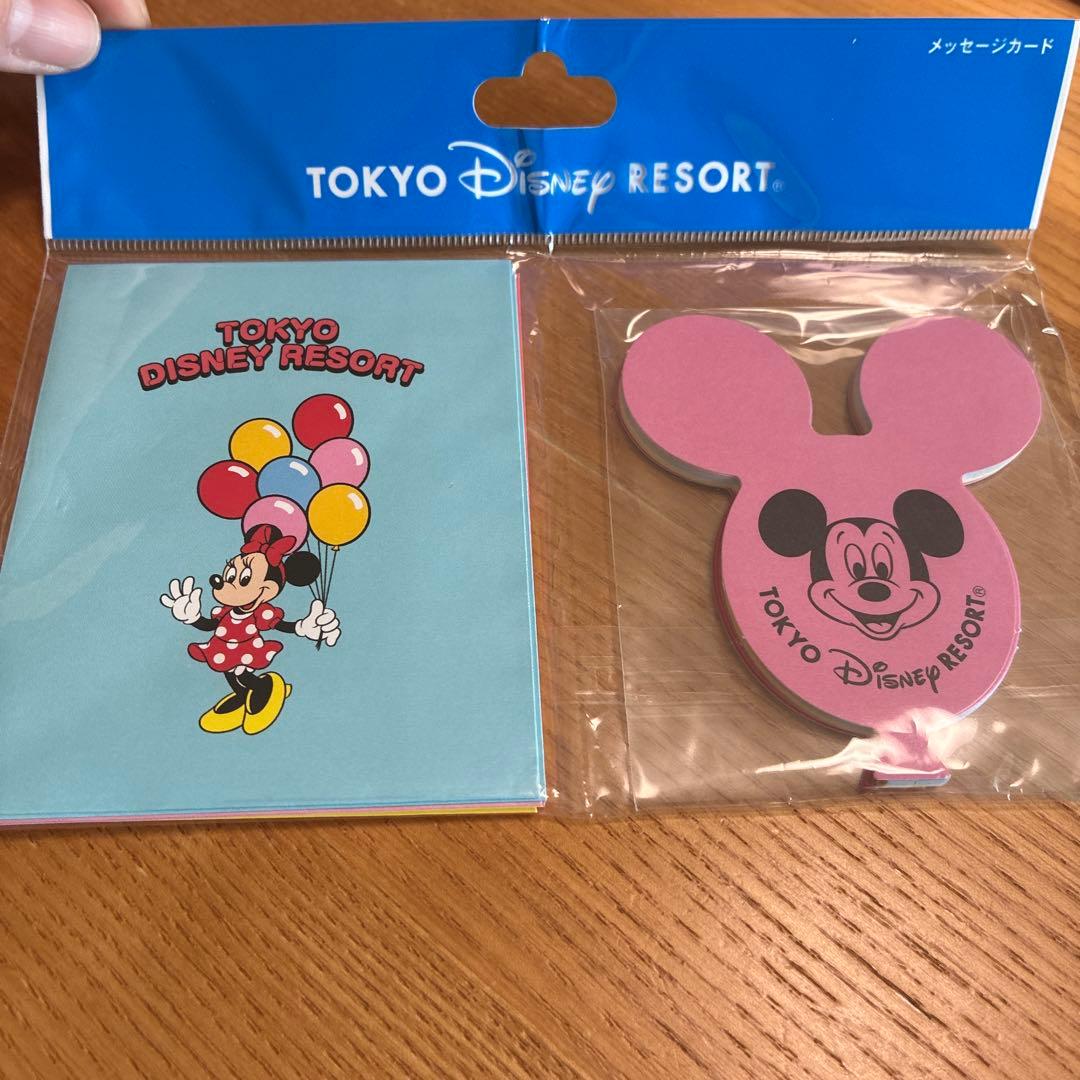 メッセージカード
TOKYO Disney RESORT®
TOKYO
DISNEY RESORT
TOKYO Disney RESORT®